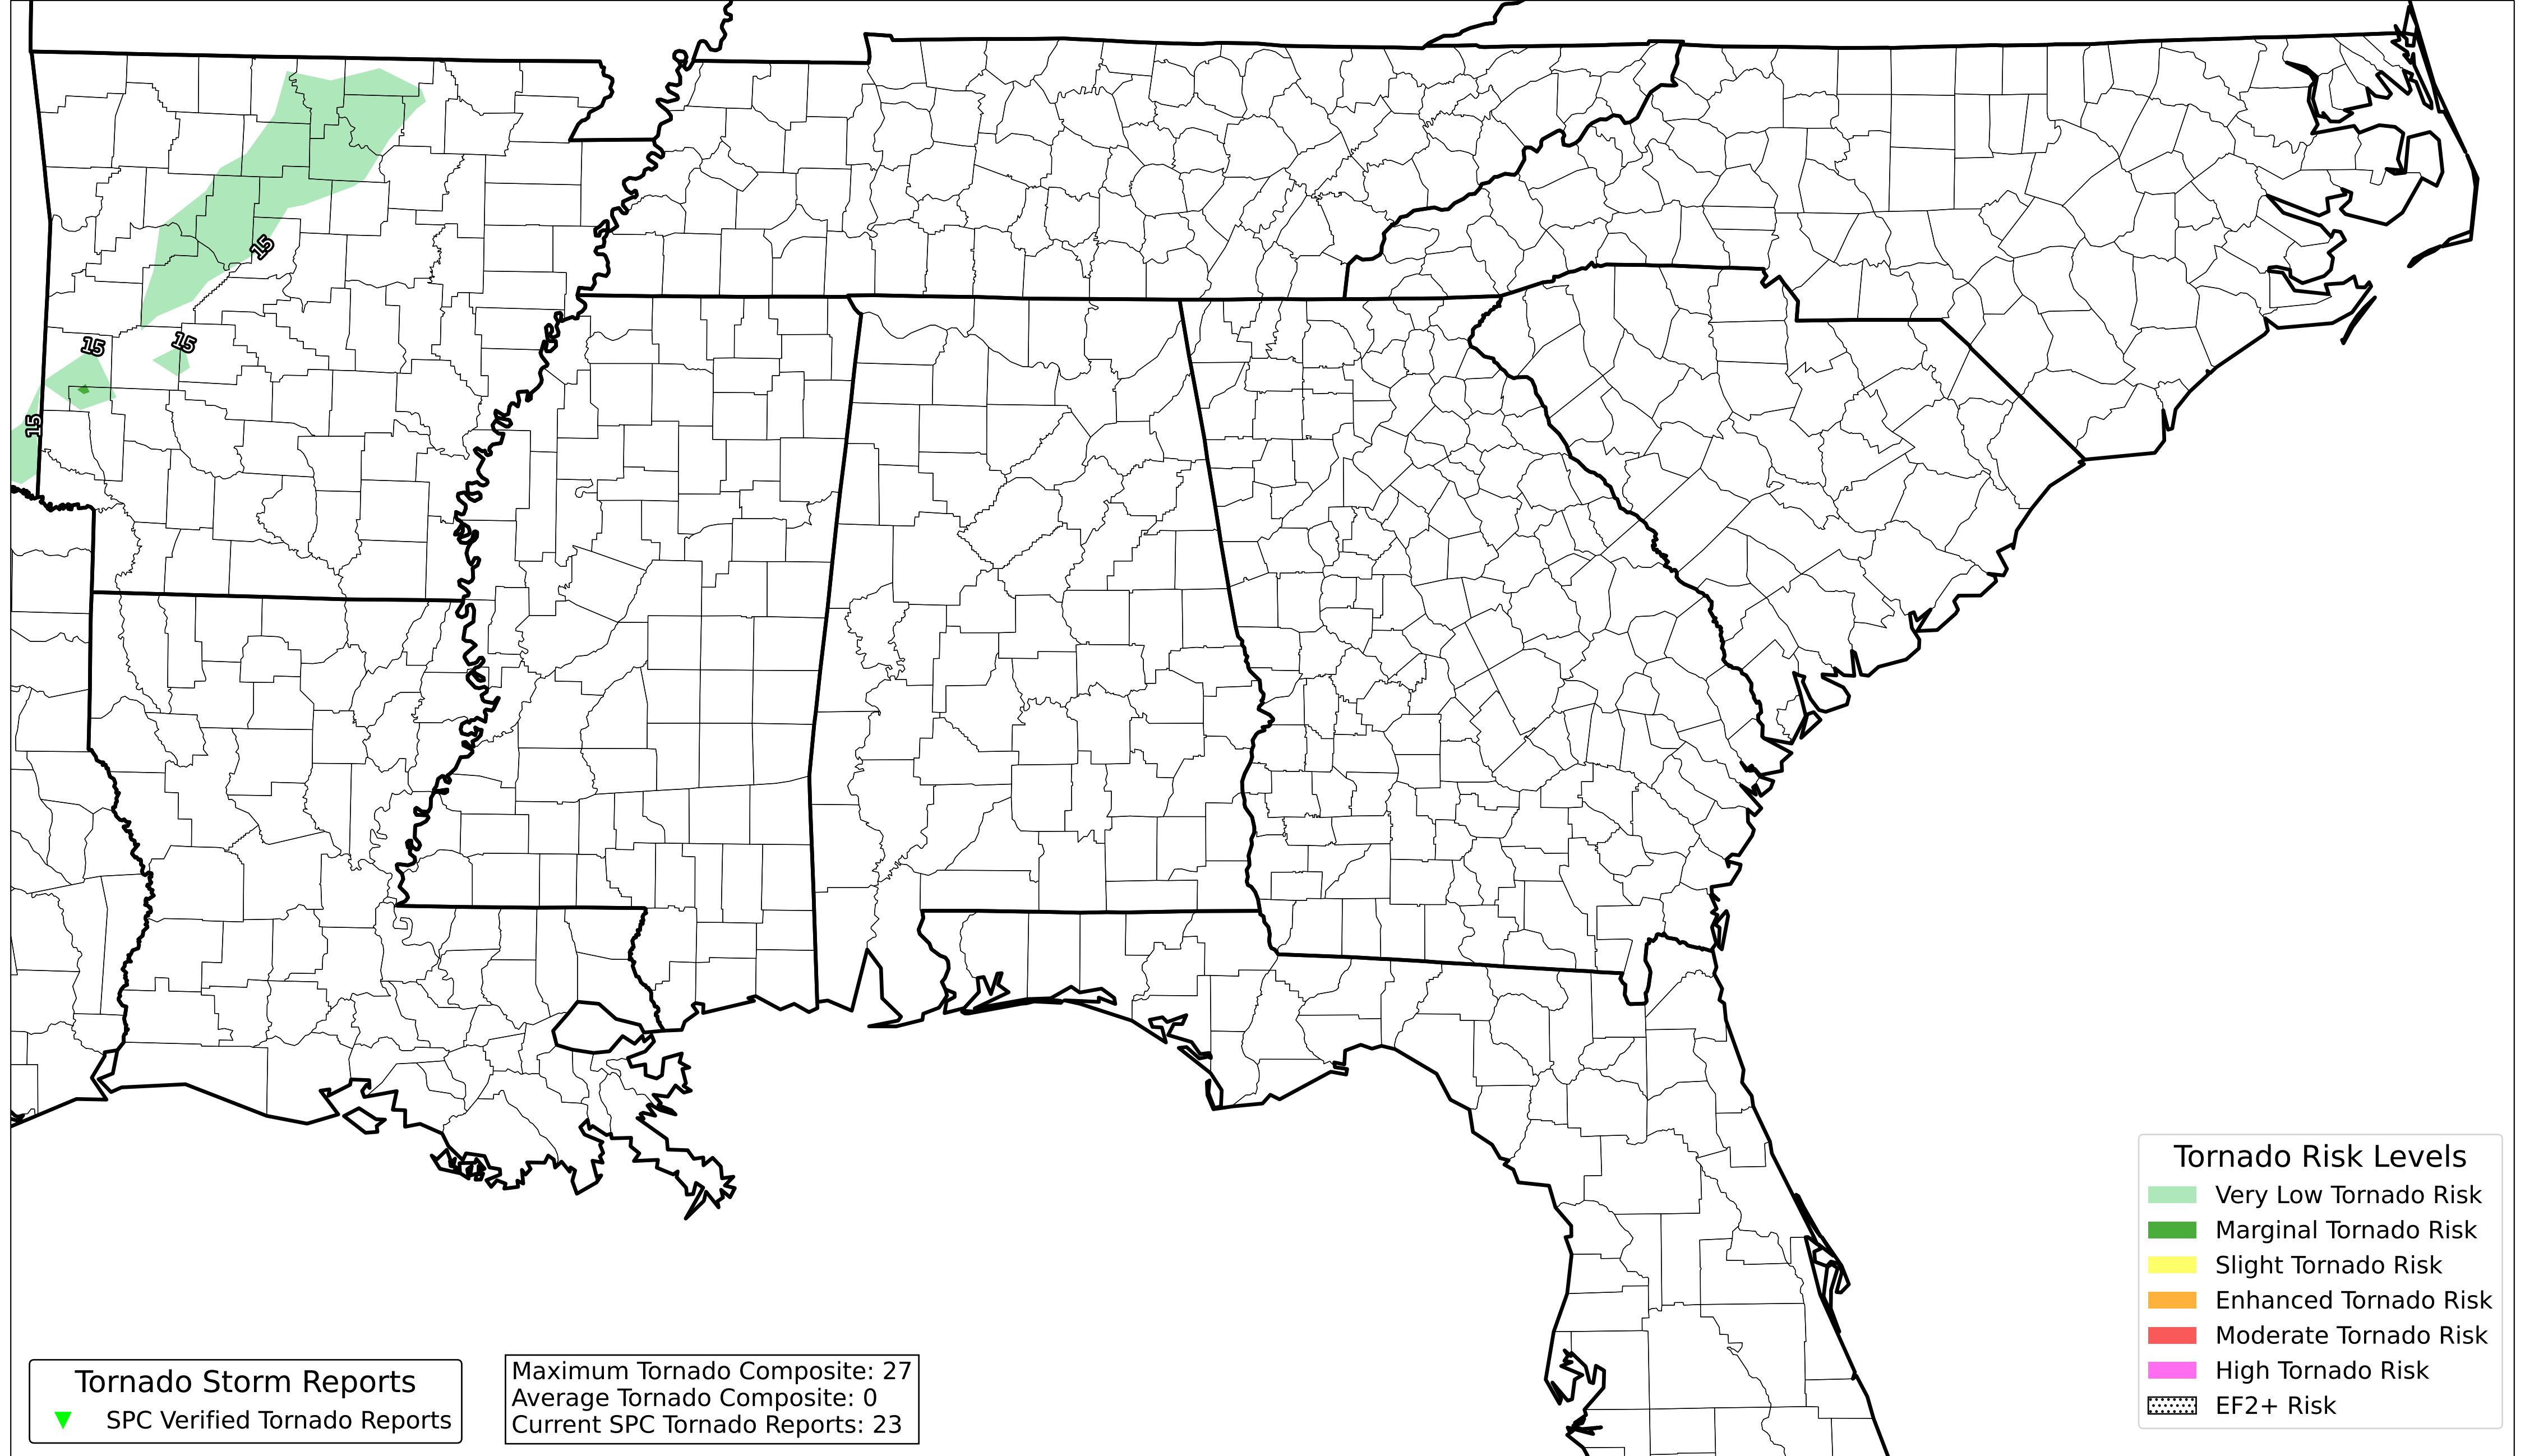 15
15
15
15
Tornado Risk Levels
Very Low Tornado Risk
Marginal Tornado Risk
Slight Tornado Risk
Enhanced Tornado Risk
Moderate Tornado Risk
High Tornado Risk
EF2+ Risk
Tornado Storm Reports
SPC Verified Tornado Reports
Maximum Tornado Composite: 27
Average Tornado Composite: 0
Current SPC Tornado Reports: 23